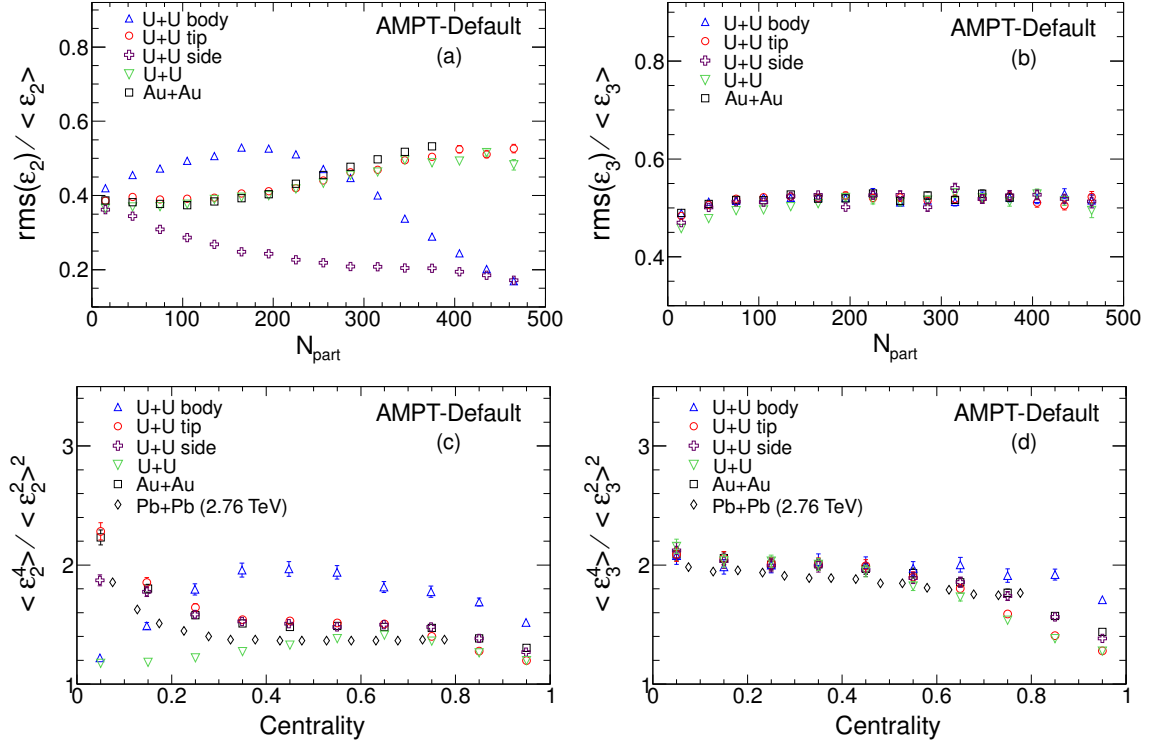 rms(ε2) / < ε2>
0.8
0.6
0.4
0.2
U+U body
U+U tip
U+U side
U+U
Au+Au
AMPT-Default
(a)
0 100 200 300 400 500
Npart
rms(ε3) / < ε3>
0.8
0.6
0.4
U+U body
U+U tip
U+U side
U+U
Au+Au
AMPT-Default
(b)
0 100 200 300 400 500
Npart
< ε2^4> / < ε2^2>^2
3
2
1
U+U body
U+U tip
U+U side
U+U
Au+Au
Pb+Pb (2.76 TeV)
AMPT-Default
(c)
0 0.2 0.4 0.6 0.8 1
Centrality
< ε3^4> / < ε3^2>^2
3
2
1
U+U body
U+U tip
U+U side
U+U
Au+Au
Pb+Pb (2.76 TeV)
AMPT-Default
(d)
0 0.2 0.4 0.6 0.8 1
Centrality